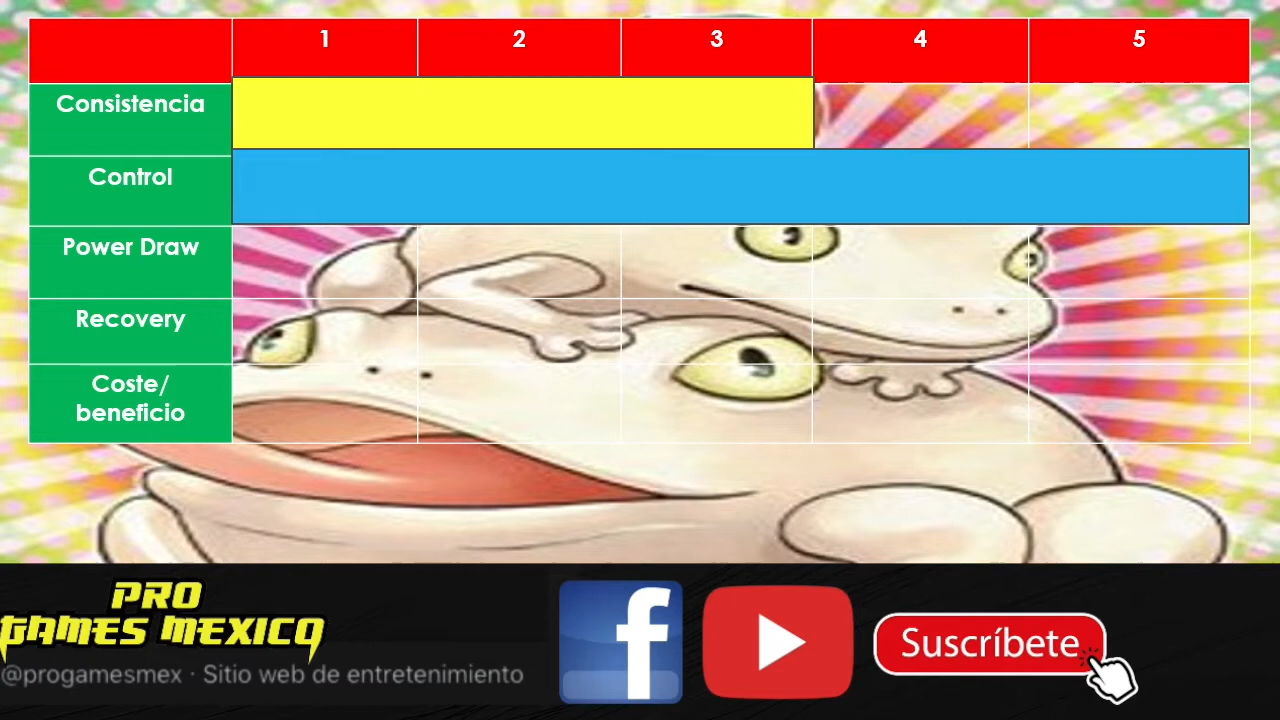 1 2 3 4 5
Consistencia
Control
Power Draw
Recovery
Coste/
beneficio
PRO
GAMES MEXICO
@progamesmex · Sitio web de entretenimiento
f
Suscríbete